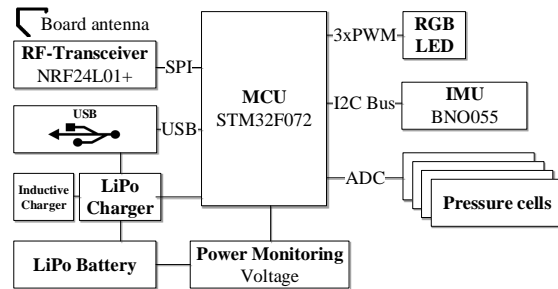 Board antenna
RF-Transceiver
NRF24L01+
SPI
USB
USB
Inductive
Charger
LiPo
Charger
LiPo Battery
MCU
STM32F072
Power Monitoring
Voltage
3xPWM
RGB
LED
I2C Bus
IMU
BNO055
ADC
Pressure cells